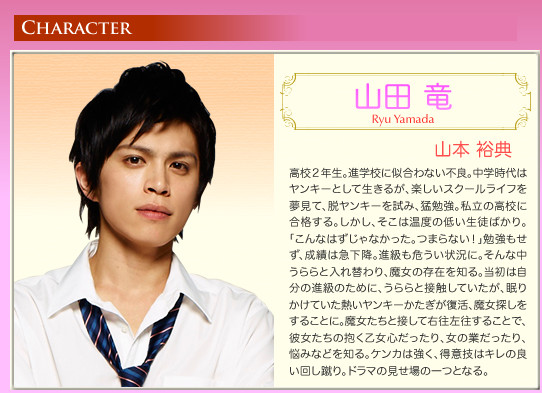 CHARACTER
山田 竜
Ryu Yamada
山本 裕典
高校２年生。進学校に似合わない不良。中学時代は
ヤンキーとして生きるが、楽しいスクールライフを
夢見て、脱ヤンキーを試み、猛勉強。私立の高校に
合格する。しかし、そこは温度の低い生徒ばかり。
「こんなはずじゃなかった。つまらない！」勉強もせ
ず、成績は急下降。進級も危うい状況に。そんな中
うららと入れ替わり、魔女の存在を知る。当初は自
分の進級のために、うららと接触していたが、眠り
かけていた熱いヤンキーかたぎが復活、魔女探しを
することに。魔女たちと接して右往左往することで、
彼女たちの抱く乙女心だったり、女の業だったり、
悩みなどを知る。ケンカは強く、得意技はキレの良
い回し蹴り。ドラマの見せ場の一つとなる。